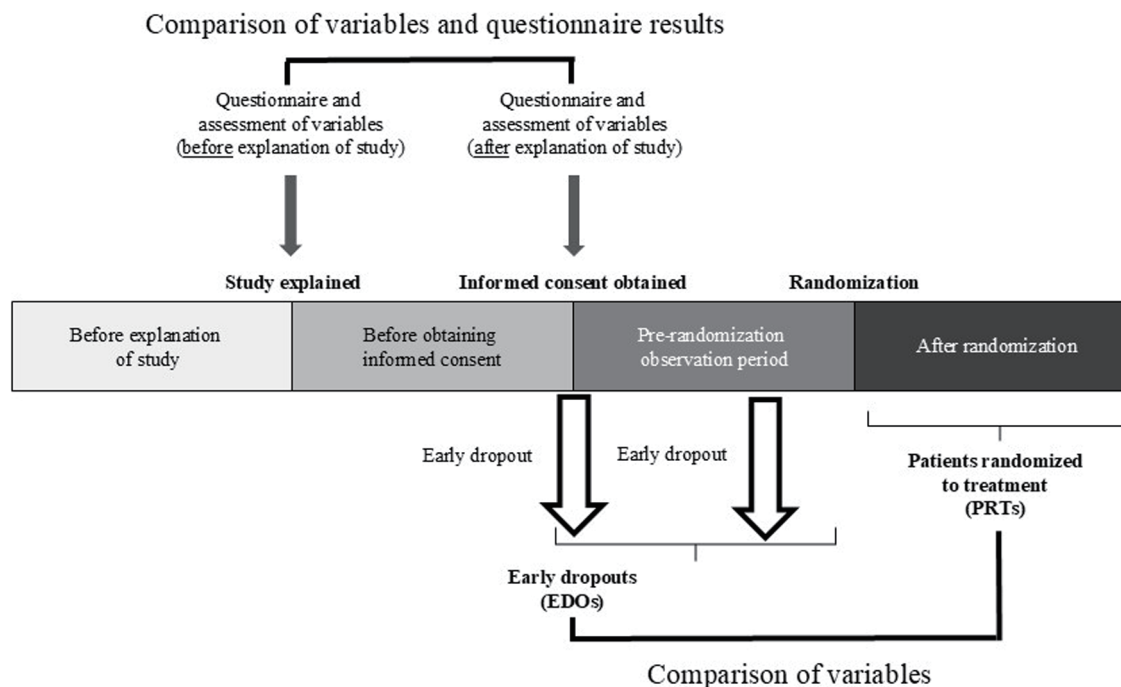 Comparison of variables and questionnaire results
Questionnaire and
assessment of variables
(before explanation of study)
Questionnaire and
assessment of variables
(after explanation of study)
Study explained
Informed consent obtained
Randomization
Before explanation
of study
Before obtaining
informed consent
Pre-randomization
observation period
After randomization
Early dropout
Early dropout
Patients randomized
to treatment
(PRTs)
Early dropouts
(EDOs)
Comparison of variables